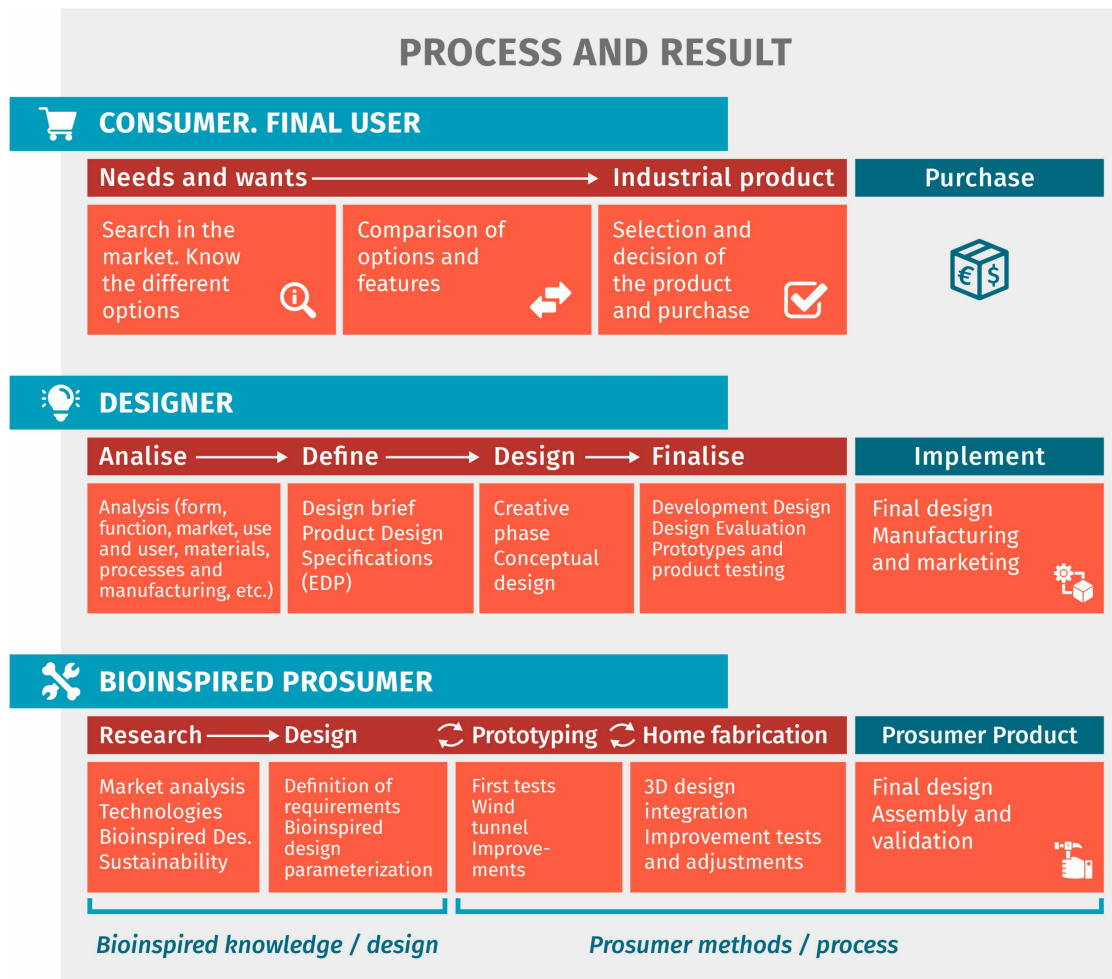 PROCESS AND RESULT
CONSUMER. FINAL USER
Needs and wants
Industrial product
Purchase
Search in the
market. Know
the different
options
Comparison of
options and
features
Selection and
decision of
the product
and purchase
€ $
DESIGNER
Analise
Define
Design
Finalise
Implement
Analysis (form,
function, market, use
and user, materials,
processes and
manufacturing, etc.)
Design brief
Product Design
Specifications
(EDP)
Creative
phase
Conceptual
design
Development Design
Design Evaluation
Prototypes and
product testing
Final design
Manufacturing
and marketing
BIOINSPIRED PROSUMER
Research
Design
Prototyping
Home fabrication
Prosumer Product
Market analysis
Technologies
Bioinspired Des.
Sustainability
Definition of
requirements
Bioinspired
design
parameterization
First tests
Wind
tunnel
Improve-
ments
3D design
integration
Improvement tests
and adjustments
Final design
Assembly and
validation
Bioinspired knowledge / design
Prosumer methods / process